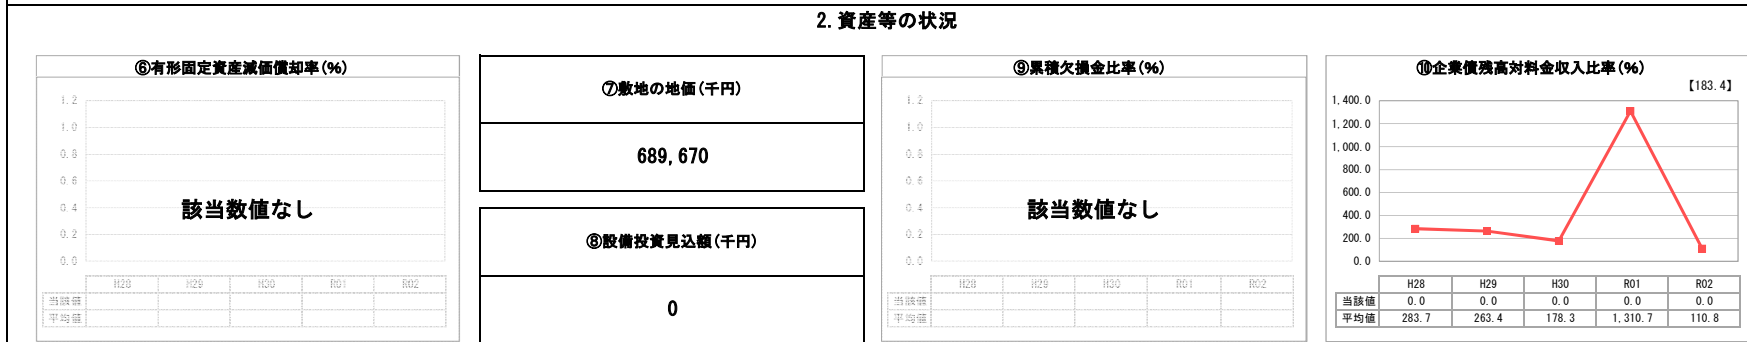 2. 資産等の状況
⑥有形固定資産減価償却率(%)
1.2
1.0
0.8
0.6
0.4
0.2
0.0
該当数値なし
H28 H29 H30 R01 R02
当該値
平均値
⑦敷地の地価(千円)
689,670
⑧設備投資見込額(千円)
0
⑨累積欠損金比率(%)
1.2
1.0
0.8
0.6
0.4
0.2
0.0
該当数値なし
H28 H29 H30 R01 R02
当該値
平均値
⑩企業債残高対料金収入比率(%)
【183.4】
1,400.0
1,200.0
1,000.0
800.0
600.0
400.0
200.0
0.0
H28 H29 H30 R01 R02
当該値 0.0 0.0 0.0 0.0 0.0
平均値 283.7 263.4 178.3 1,310.7 110.8